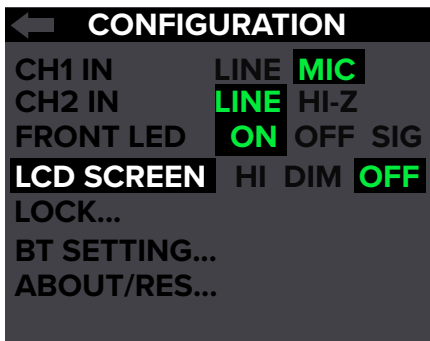 CONFIGURATION
CH1 IN LINE MIC
CH2 IN LINE HI-Z
FRONT LED ON OFF SIG
LCD SCREEN HI DIM OFF
LOCK...
BT SETTING...
ABOUT/RES...